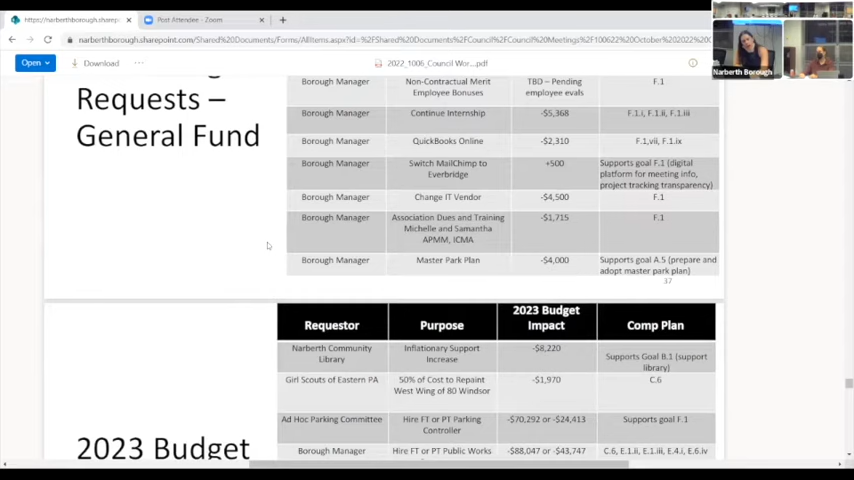 https://narberthborough.sharepo
Post Attendee - Zoom
narberthborough.sharepoint.com/Shared%20Documents/Forms/AllItems.aspx?id=%2FShared%20Documents%2FCouncil%2FCouncil%20Meetings%2F100622%20October%202022%20C
Open
Download
2022_1006_Council Wor...pdf
Narberth Borough
Requests –
General Fund
Borough Manager Non-Contractual Merit TBD – Pending F.1
Employee Bonuses employee evals
Borough Manager Continue Internship -$5,368 F.1.i, F.1.ii, F.1.iii
Borough Manager QuickBooks Online -$2,310 F.1,vii, F.1.ix
Borough Manager Switch MailChimp to +500 Supports goal F.1 (digital
Everbridge platform for meeting info,
project tracking transparency)
Borough Manager Change IT Vendor -$4,500 F.1
Borough Manager Association Dues and Training -$1,715 F.1
Michelle and Samantha
APMM, ICMA
Borough Manager Master Park Plan -$4,000 Supports goal A.5 (prepare and
adopt master park plan)
37
2023 Budget
Requestor Purpose Impact Comp Plan
Narberth Community Inflationary Support -$8,220
Library Increase Supports Goal B.1 (support
library)
Girl Scouts of Eastern PA 50% of Cost to Repaint -$1,970 C.6
West Wing of 80 Windsor
Ad Hoc Parking Committee Hire FT or PT Parking -$70,292 or -$24,413 Supports goal F.1
Controller
2023 Budget
Borough Manager Hire FT or PT Public Works -$88,047 or -$43,747 C.6, E.1.ii, E.1.iii, E.4.i, E.6.iv